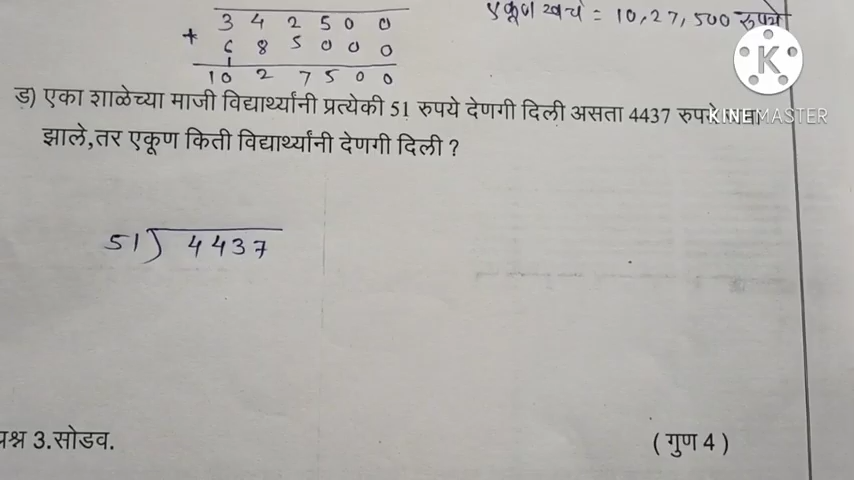 3 4 2 5 0 0
एकूण खर्च = 10,27,500 रुपये
+ 6 8 5 0 0 0
1
10 2 7 5 0 0
ड) एका शाळेच्या माजी विद्यार्थ्यांनी प्रत्येकी 51 रुपये देणगी दिली असता 4437
झाले,तर एकूण किती विद्यार्थ्यांनी देणगी दिली ?
51) 4437
प्रश्न 3.सोडव. ( गुण 4 )
K
KINEMASTER